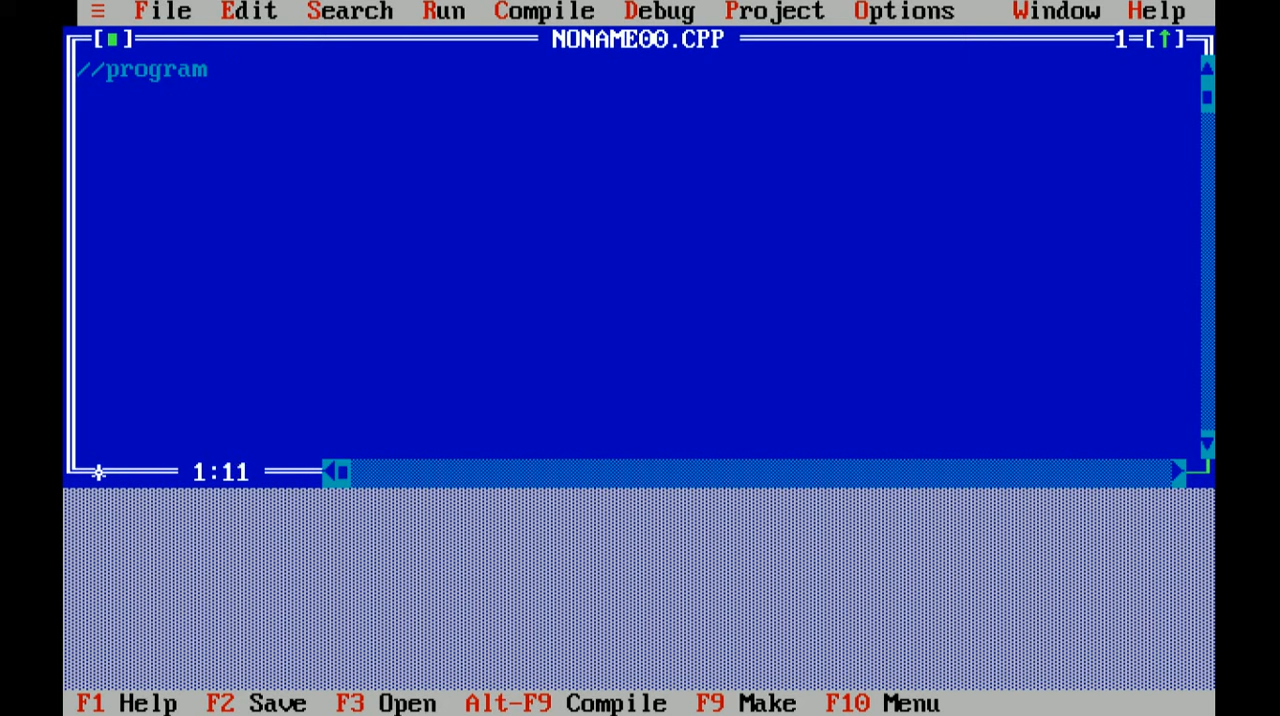 ≡ File Edit Search Run Compile Debug Project Options Window Help
[■] NONAME00.CPP 1=[↑]
//program
1:11
F1 Help F2 Save F3 Open Alt-F9 Compile F9 Make F10 Menu